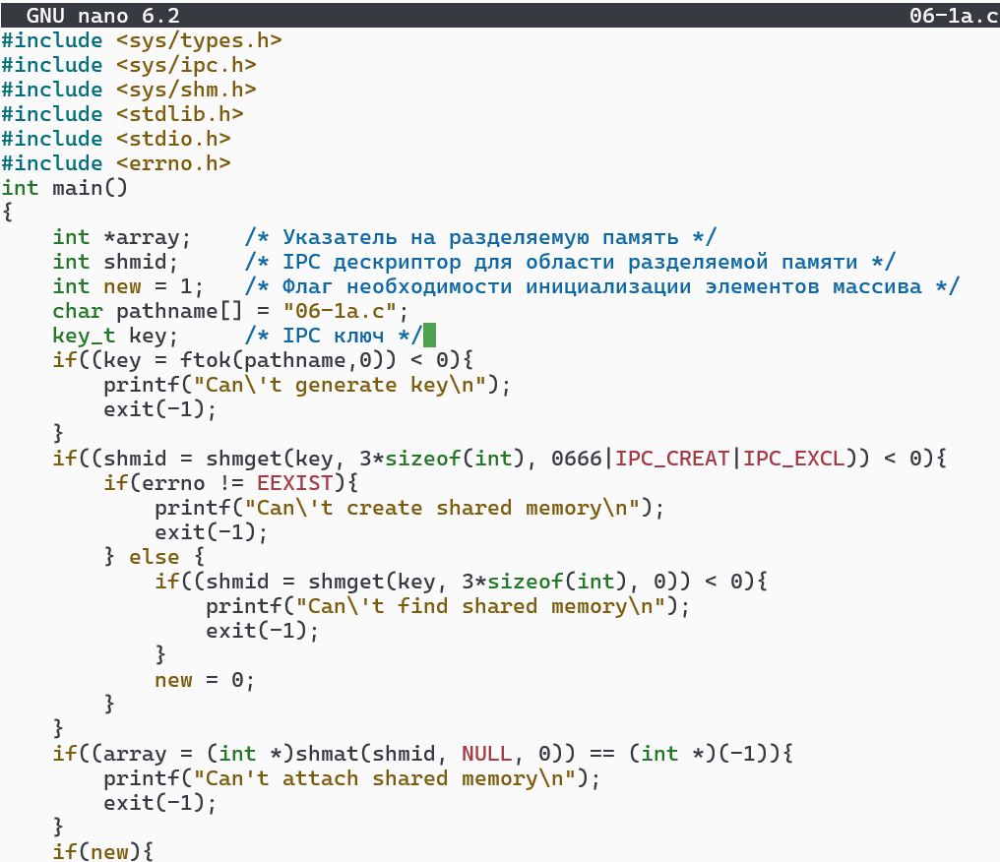 GNU nano 6.2 06-1a.c
#include <sys/types.h>
#include <sys/ipc.h>
#include <sys/shm.h>
#include <stdlib.h>
#include <stdio.h>
#include <errno.h>
int main()
{
    int *array;    /* Указатель на разделяемую память */
    int shmid;     /* IPC дескриптор для области разделяемой памяти */
    int new = 1;   /* Флаг необходимости инициализации элементов массива */
    char pathname[] = "06-1a.c";
    key_t key;     /* IPC ключ */
    if((key = ftok(pathname,0)) < 0){
        printf("Can\'t generate key\n");
        exit(-1);
    }
    if((shmid = shmget(key, 3*sizeof(int), 0666|IPC_CREAT|IPC_EXCL)) < 0){
        if(errno != EEXIST){
            printf("Can\'t create shared memory\n");
            exit(-1);
        } else {
            if((shmid = shmget(key, 3*sizeof(int), 0)) < 0){
                printf("Can\'t find shared memory\n");
                exit(-1);
            }
            new = 0;
        }
    }
    if((array = (int *)shmat(shmid, NULL, 0)) == (int *)(-1)){
        printf("Can't attach shared memory\n");
        exit(-1);
    }
    if(new){